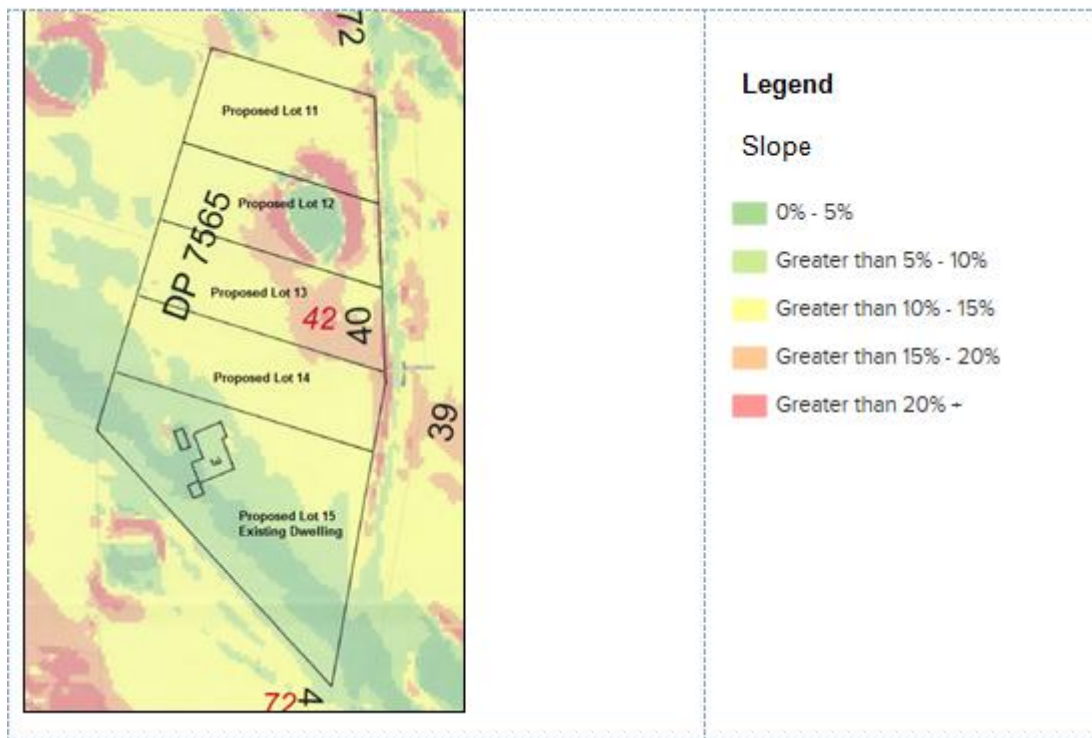 72
Proposed Lot 11
Proposed Lot 12
DP 7565
Proposed Lot 13
42
40
Proposed Lot 14
39
3
Proposed Lot 15
Existing Dwelling
72
4
Legend
Slope
0% - 5%
Greater than 5% - 10%
Greater than 10% - 15%
Greater than 15% - 20%
Greater than 20% +